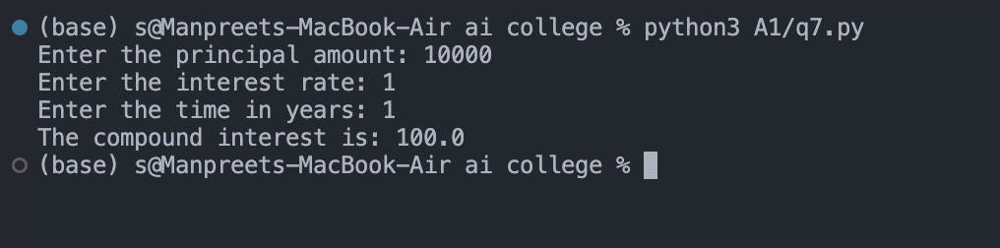 (base) s@Manpreets-MacBook-Air ai college % python3 A1/q7.py
Enter the principal amount: 10000
Enter the interest rate: 1
Enter the time in years: 1
The compound interest is: 100.0
(base) s@Manpreets-MacBook-Air ai college %